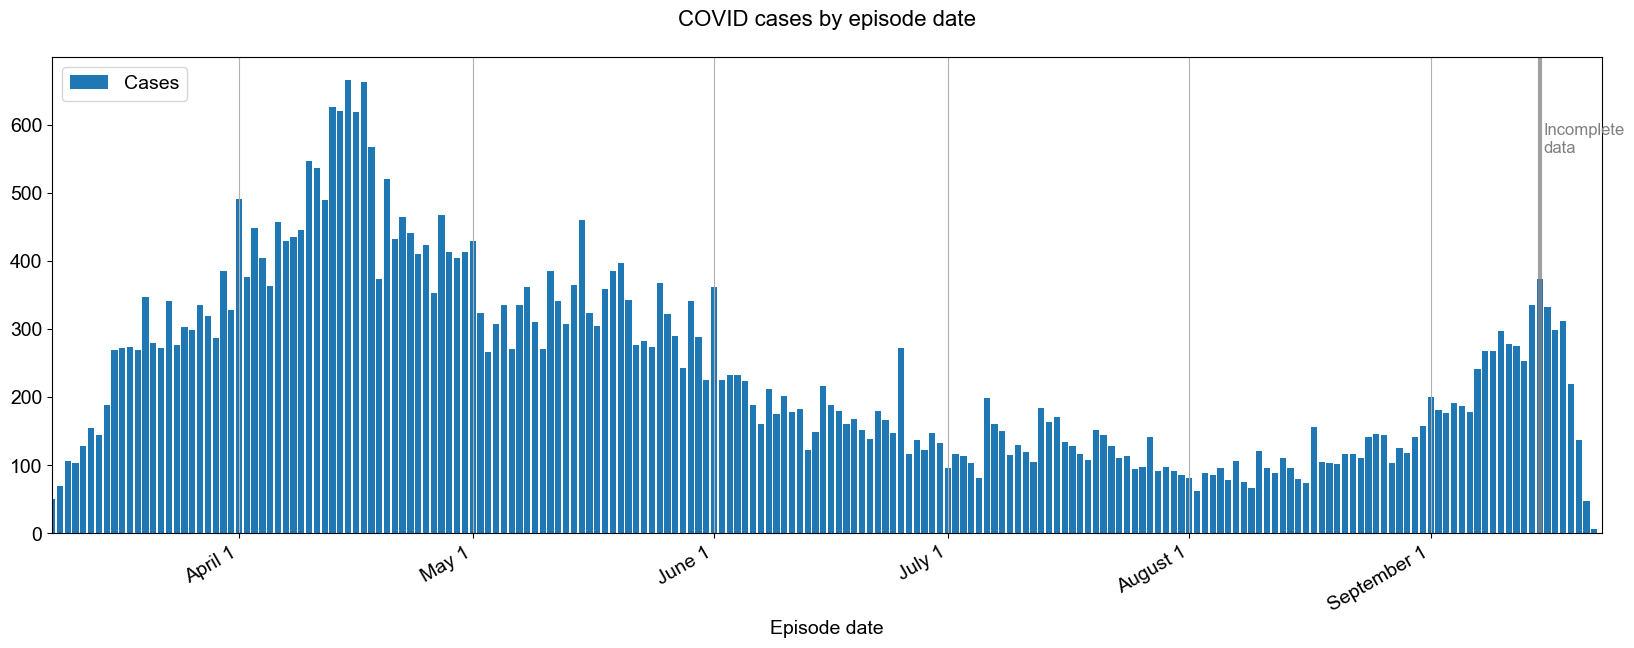 COVID cases by episode date
Cases
600
500
400
300
200
100
0
Incomplete
data
April 1
May 1
June 1
July 1
August 1
September 1
Episode date